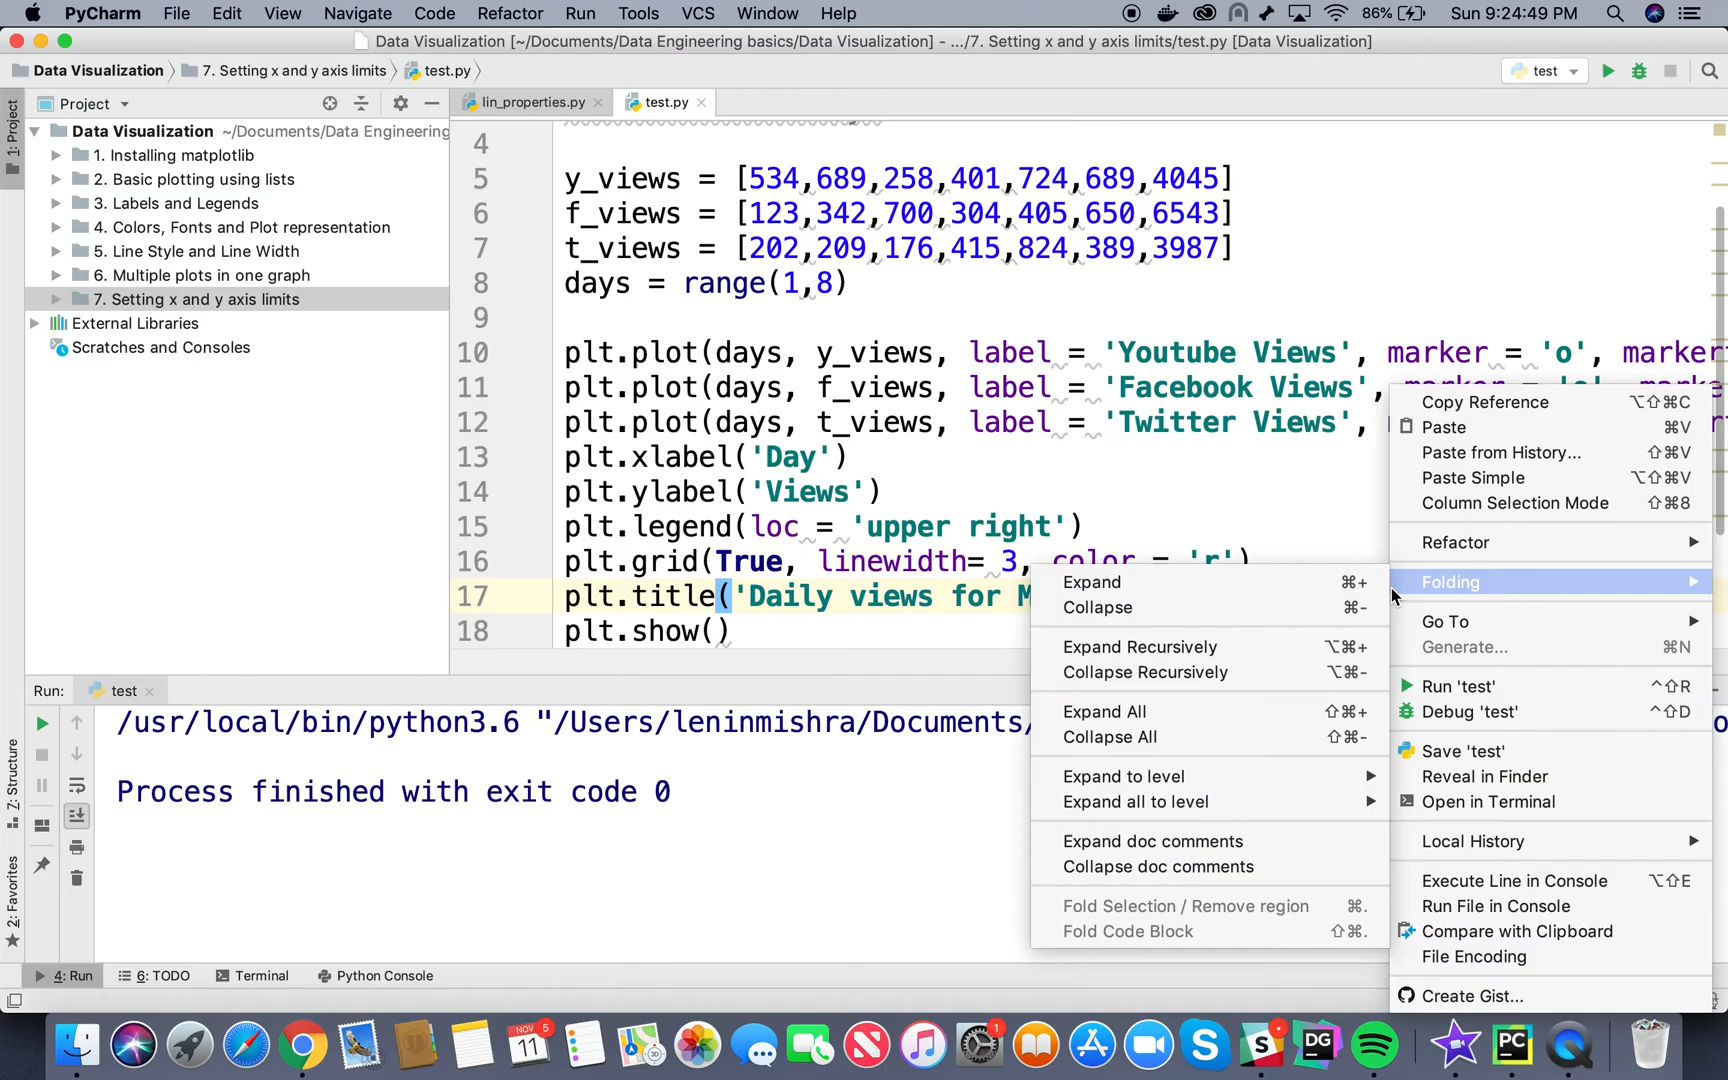 PyCharm File Edit View Navigate Code Refactor Run Tools VCS Window Help 86% Sun 9:24:49 PM
Data Visualization [~/Documents/Data Engineering basics/Data Visualization] - .../7. Setting x and y axis limits/test.py [Data Visualization]
Data Visualization 7. Setting x and y axis limits test.py test
1: Project
Project
lin_properties.py test.py
Data Visualization ~/Documents/Data Engineering
1. Installing matplotlib
2. Basic plotting using lists
3. Labels and Legends
4. Colors, Fonts and Plot representation
5. Line Style and Line Width
6. Multiple plots in one graph
7. Setting x and y axis limits
External Libraries
Scratches and Consoles
4
5 y_views = [534,689,258,401,724,689,4045]
6 f_views = [123,342,700,304,405,650,6543]
7 t_views = [202,209,176,415,824,389,3987]
8 days = range(1,8)
9
10 plt.plot(days, y_views, label = 'Youtube Views', marker = 'o', marker
11 plt.plot(days, f_views, label = 'Facebook Views',
12 plt.plot(days, t_views, label = 'Twitter Views',
13 plt.xlabel('Day')
14 plt.ylabel('Views')
15 plt.legend(loc = 'upper right')
16 plt.grid(True, linewidth= 3, color = 'r')
17 plt.title('Daily views for M
18 plt.show()
Copy Reference ⌥⇧⌘C
Paste ⌘V
Paste from History... ⇧⌘V
Paste Simple ⌥⇧⌘V
Column Selection Mode ⇧⌘8
Refactor
Folding
Go To
Generate... ⌘N
Run 'test' ^⇧R
Debug 'test' ^⇧D
Save 'test'
Reveal in Finder
Open in Terminal
Local History
Execute Line in Console ⌥⇧E
Run File in Console
Compare with Clipboard
File Encoding
Create Gist...
Expand ⌘+
Collapse ⌘-
Expand Recursively ⌥⌘+
Collapse Recursively ⌥⌘-
Expand All ⇧⌘+
Collapse All ⇧⌘-
Expand to level
Expand all to level
Expand doc comments
Collapse doc comments
Fold Selection / Remove region ⌘.
Fold Code Block ⇧⌘.
Run: test
/usr/local/bin/python3.6 "/Users/leninmishra/Documents/
Process finished with exit code 0
7: Structure
2: Favorites
4: Run 6: TODO Terminal Python Console
NOV 5
11
3D
1
S
DG
PC